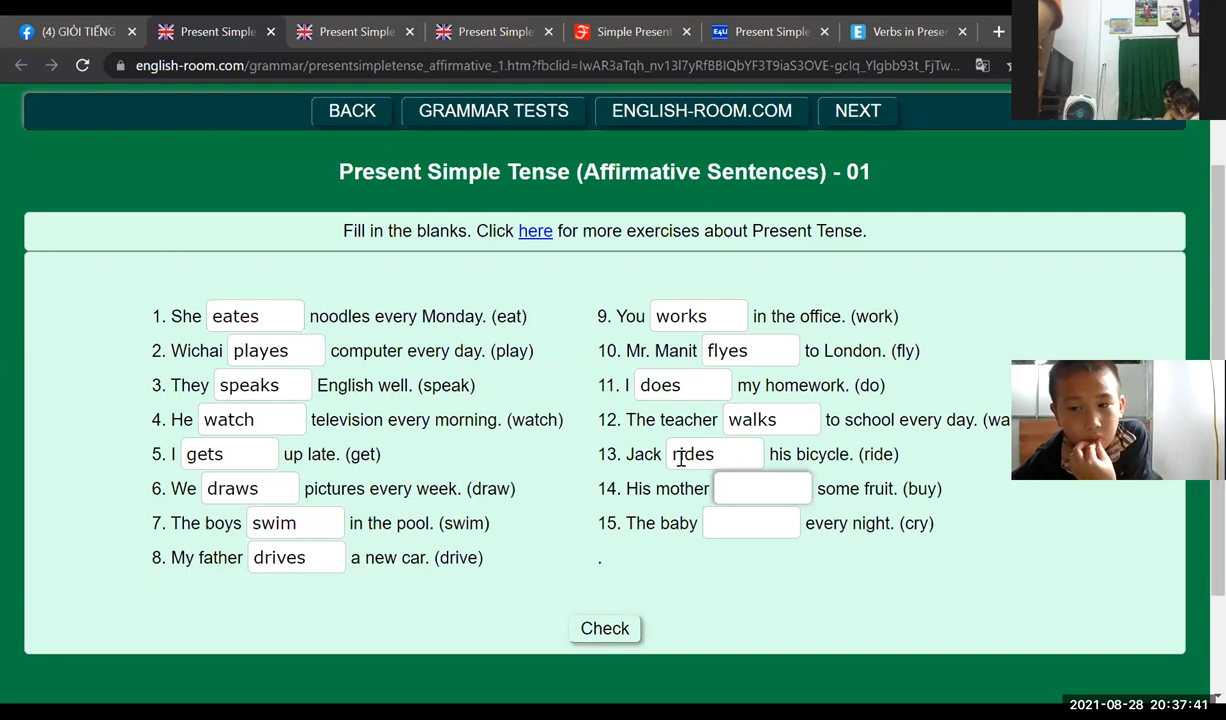 (4) GIỎI TIẾNG
Present Simple
Present Simple
Present Simple
Simple Present
E4U
Present Simple
E
Verbs in Preser
english-room.com/grammar/presentsimpletense_affirmative_1.htm?fbclid=IwAR3aTqh_nv13l7yRfBBIQbYF3T9iaS3OVE-gclq_Ylgbb93t_FjTw...
BACK
GRAMMAR TESTS
ENGLISH-ROOM.COM
NEXT
Present Simple Tense (Affirmative Sentences) - 01
Fill in the blanks. Click here for more exercises about Present Tense.
1. She eates noodles every Monday. (eat)
2. Wichai playes computer every day. (play)
3. They speaks English well. (speak)
4. He watch television every morning. (watch)
5. I gets up late. (get)
6. We draws pictures every week. (draw)
7. The boys swim in the pool. (swim)
8. My father drives a new car. (drive)
9. You works in the office. (work)
10. Mr. Manit flyes to London. (fly)
11. I does my homework. (do)
12. The teacher walks to school every day. (wa
13. Jack rides his bicycle. (ride)
14. His mother some fruit. (buy)
15. The baby every night. (cry)
.
Check
2021-08-28 20:37:41